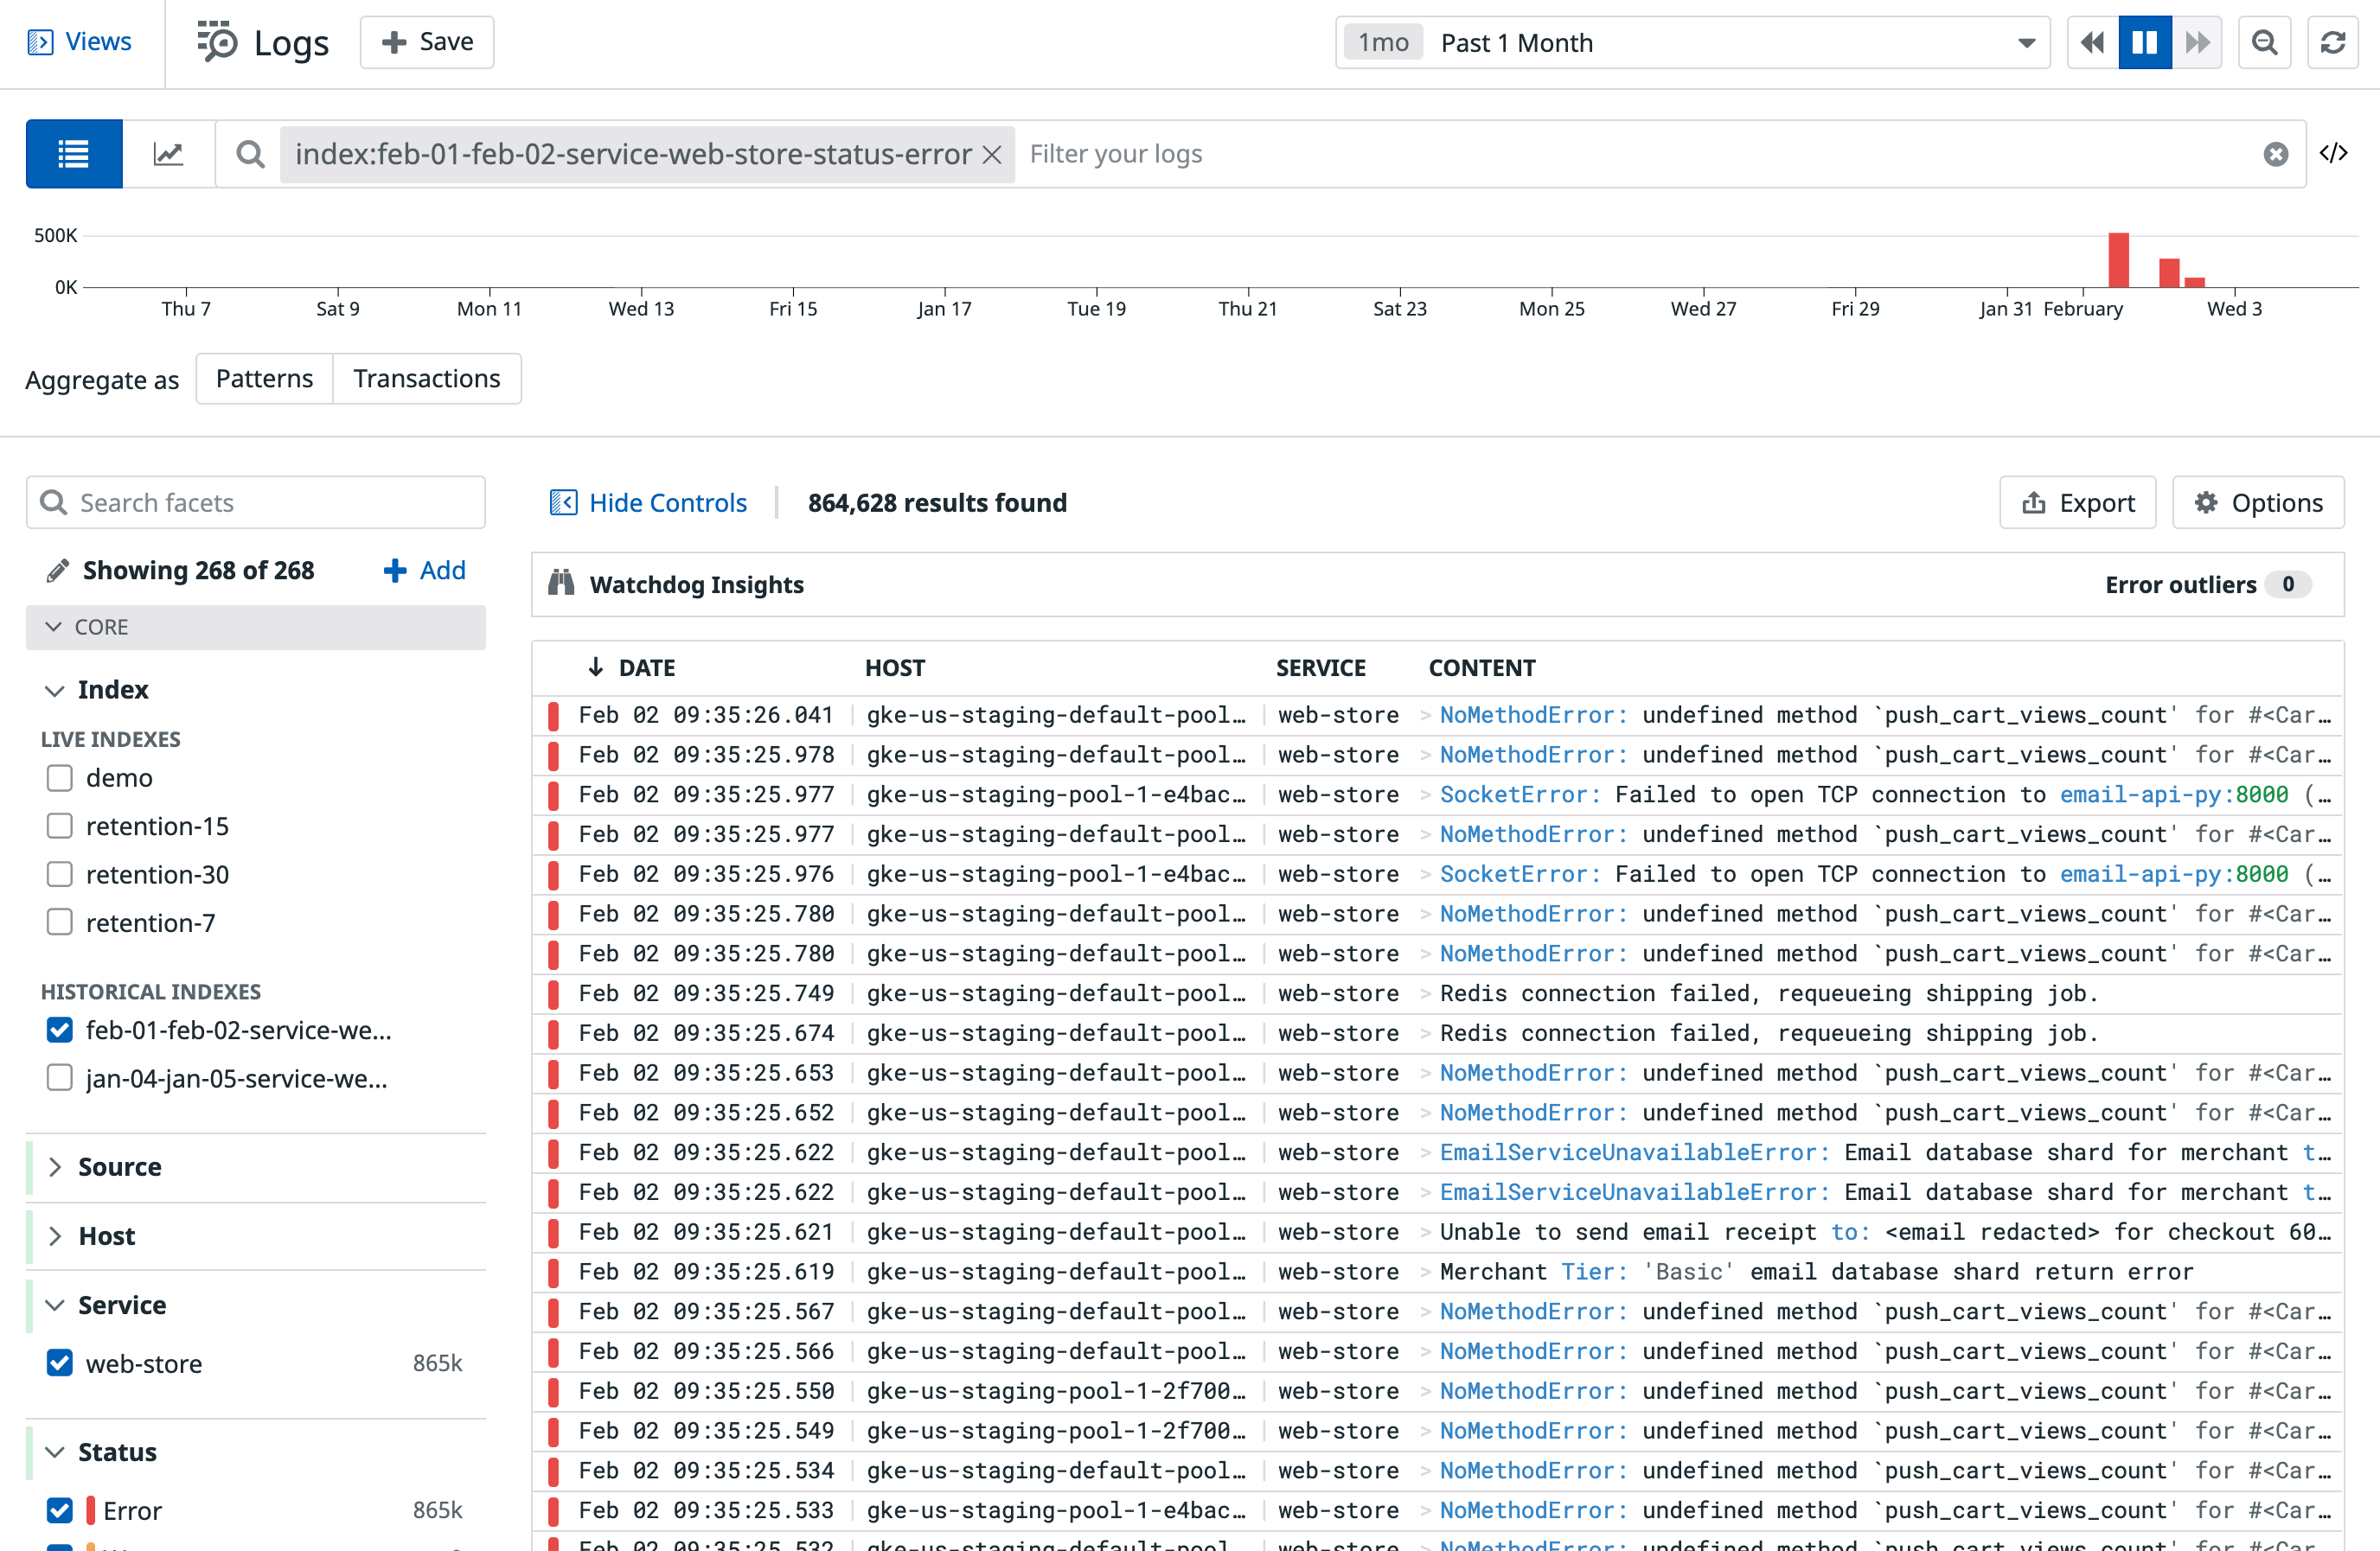 Views
Logs
Save
1mo Past 1 Month
index:feb-01-feb-02-service-web-store-status-error
Filter your logs
</>
500K
0K
Thu 7 Sat 9 Mon 11 Wed 13 Fri 15 Jan 17 Tue 19 Thu 21 Sat 23 Mon 25 Wed 27 Fri 29 Jan 31 February Wed 3
Aggregate as Patterns Transactions
Search facets
Showing 268 of 268 Add
CORE
Index
LIVE INDEXES
demo
retention-15
retention-30
retention-7
HISTORICAL INDEXES
feb-01-feb-02-service-we...
jan-04-jan-05-service-we...
Source
Host
Service
web-store 865k
Status
Error 865k
Hide Controls 864,628 results found Export Options
Watchdog Insights Error outliers 0
DATE HOST SERVICE CONTENT
Feb 02 09:35:26.041 gke-us-staging-default-pool… web-store > NoMethodError: undefined method `push_cart_views_count' for #<Car…
Feb 02 09:35:25.978 gke-us-staging-default-pool… web-store > NoMethodError: undefined method `push_cart_views_count' for #<Car…
Feb 02 09:35:25.977 gke-us-staging-pool-1-e4bac… web-store > SocketError: Failed to open TCP connection to email-api-py:8000 (…
Feb 02 09:35:25.977 gke-us-staging-default-pool… web-store > NoMethodError: undefined method `push_cart_views_count' for #<Car…
Feb 02 09:35:25.976 gke-us-staging-pool-1-e4bac… web-store > SocketError: Failed to open TCP connection to email-api-py:8000 (…
Feb 02 09:35:25.780 gke-us-staging-default-pool… web-store > NoMethodError: undefined method `push_cart_views_count' for #<Car…
Feb 02 09:35:25.780 gke-us-staging-default-pool… web-store > NoMethodError: undefined method `push_cart_views_count' for #<Car…
Feb 02 09:35:25.749 gke-us-staging-default-pool… web-store > Redis connection failed, requeueing shipping job.
Feb 02 09:35:25.674 gke-us-staging-default-pool… web-store > Redis connection failed, requeueing shipping job.
Feb 02 09:35:25.653 gke-us-staging-default-pool… web-store > NoMethodError: undefined method `push_cart_views_count' for #<Car…
Feb 02 09:35:25.652 gke-us-staging-default-pool… web-store > NoMethodError: undefined method `push_cart_views_count' for #<Car…
Feb 02 09:35:25.622 gke-us-staging-default-pool… web-store > EmailServiceUnavailableError: Email database shard for merchant t…
Feb 02 09:35:25.622 gke-us-staging-default-pool… web-store > EmailServiceUnavailableError: Email database shard for merchant t…
Feb 02 09:35:25.621 gke-us-staging-default-pool… web-store > Unable to send email receipt to: <email redacted> for checkout 60…
Feb 02 09:35:25.619 gke-us-staging-default-pool… web-store > Merchant Tier: 'Basic' email database shard return error
Feb 02 09:35:25.567 gke-us-staging-default-pool… web-store > NoMethodError: undefined method `push_cart_views_count' for #<Car…
Feb 02 09:35:25.566 gke-us-staging-default-pool… web-store > NoMethodError: undefined method `push_cart_views_count' for #<Car…
Feb 02 09:35:25.550 gke-us-staging-pool-1-2f700… web-store > NoMethodError: undefined method `push_cart_views_count' for #<Car…
Feb 02 09:35:25.549 gke-us-staging-pool-1-2f700… web-store > NoMethodError: undefined method `push_cart_views_count' for #<Car…
Feb 02 09:35:25.534 gke-us-staging-default-pool… web-store > NoMethodError: undefined method `push_cart_views_count' for #<Car…
Feb 02 09:35:25.533 gke-us-staging-pool-1-e4bac… web-store > NoMethodError: undefined method `push_cart_views_count' for #<Car…
Feb 02 09:35:25.532 gke-us-staging-default-pool… web-store > NoMethodError: undefined method `push_cart_views_count' for #<Car…